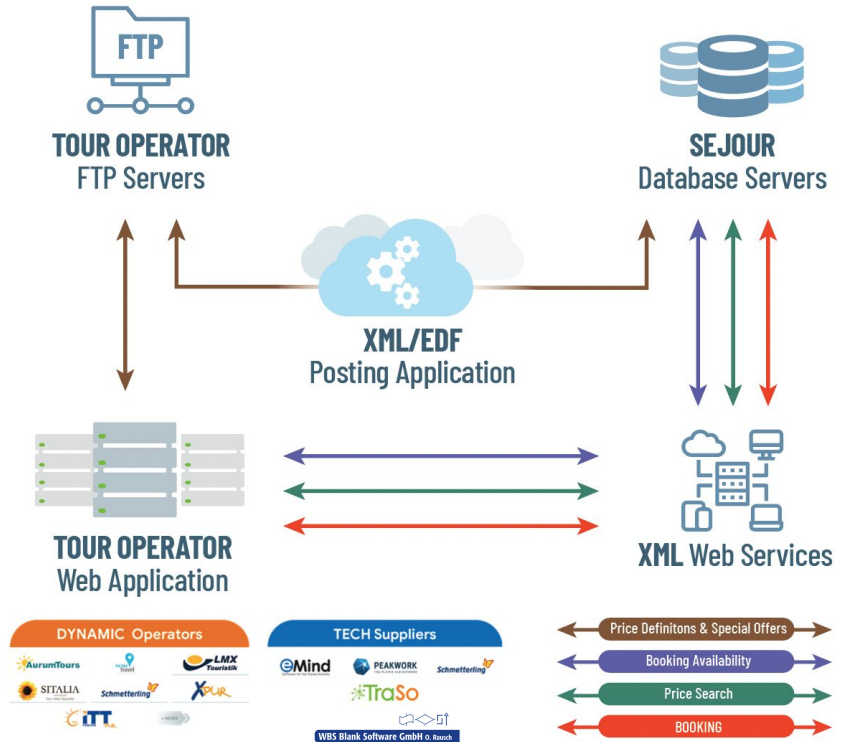 FTP
TOUR OPERATOR
FTP Servers
SEJOUR
Database Servers
XML/EDF
Posting Application
TOUR OPERATOR
Web Application
XML Web Services
DYNAMIC Operators
AurumTours
Travel
LMX
Touristik
SITALIA
Schmetterling
XPUR
iTT
+ MORE
TECH Suppliers
eMind
PEAKWORK
Schmetterling
TraSo
WBS Blank Software GmbH O. Rausch
Price Definitons & Special Offers
Booking Availability
Price Search
BOOKING